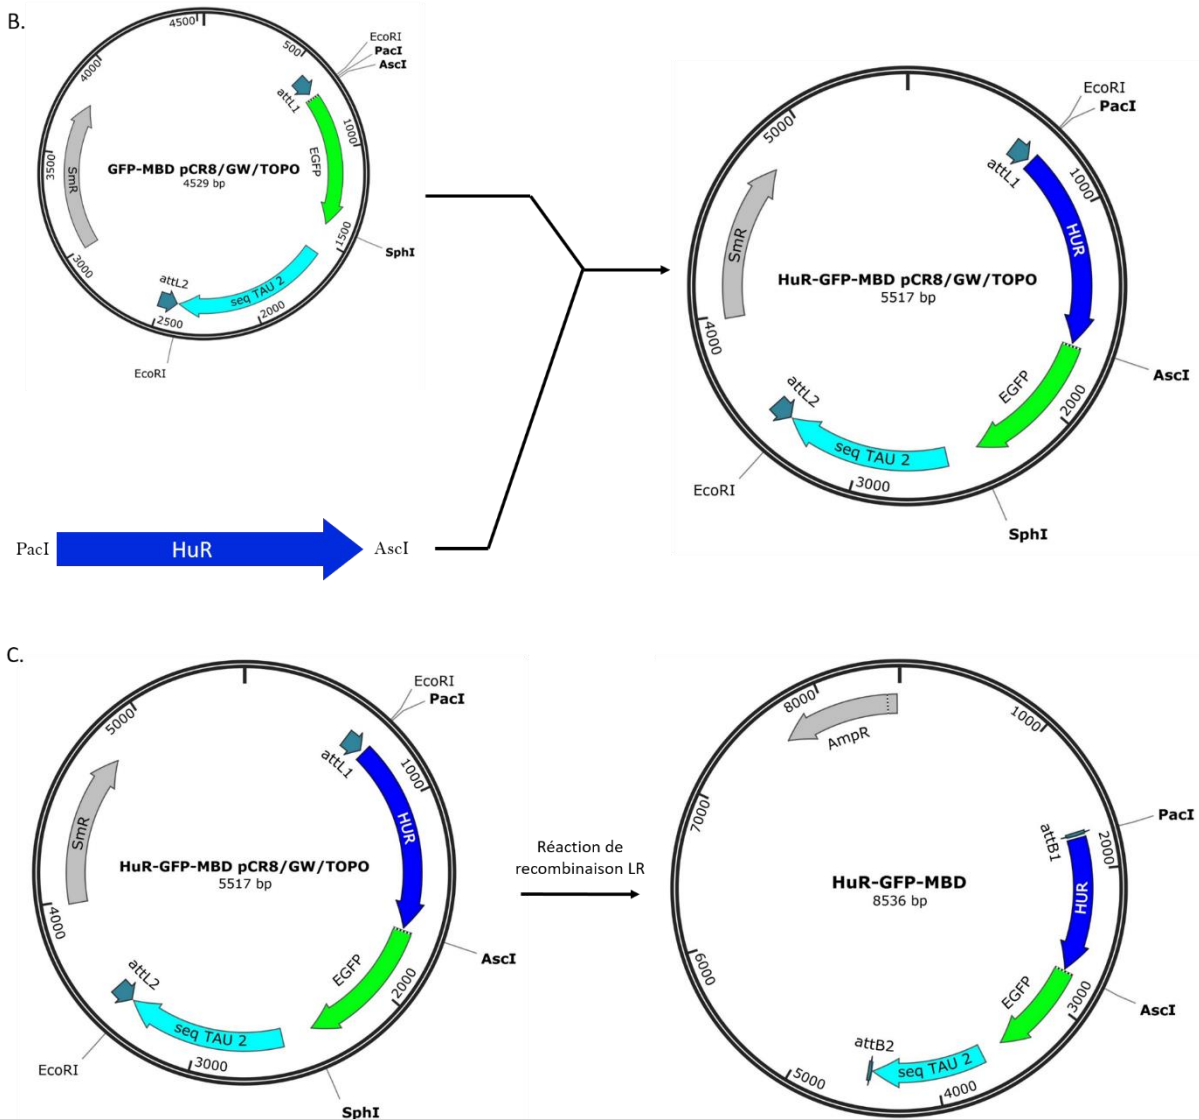 B.
4500
500
EcoRI
PacI
AscI
4000
attL1
1000
EGFP
3500
SmR
GFP-MBD pCR8/GW/TOPO
4529 bp
1500
SphI
3000
attL2
seq TAU 2
2500
2000
EcoRI
5000
EcoRI
PacI
attL1
1000
HUR
SmR
HuR-GFP-MBD pCR8/GW/TOPO
5517 bp
4000
AscI
EGFP
2000
attL2
seq TAU 2
3000
EcoRI
SphI
PacI
HuR
AscI
C.
5000
EcoRI
PacI
attL1
1000
HUR
SmR
HuR-GFP-MBD pCR8/GW/TOPO
5517 bp
4000
AscI
EGFP
2000
attL2
seq TAU 2
3000
EcoRI
SphI
Réaction de
recombinaison LR
8000
AmpR
1000
7000
PacI
attB1
2000
HUR
HuR-GFP-MBD
8536 bp
6000
EGFP
3000
AscI
attB2
seq TAU 2
5000
4000